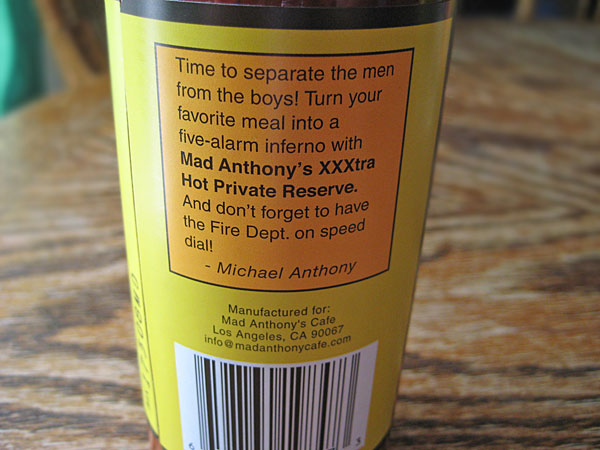 Time to separate the men
from the boys! Turn your
favorite meal into a
five-alarm inferno with
Mad Anthony's XXXtra
Hot Private Reserve.
And don't forget to have
the Fire Dept. on speed
dial!
- Michael Anthony
Manufactured for:
Mad Anthony's Cafe
Los Angeles, CA 90067
info@madanthonycafe.com